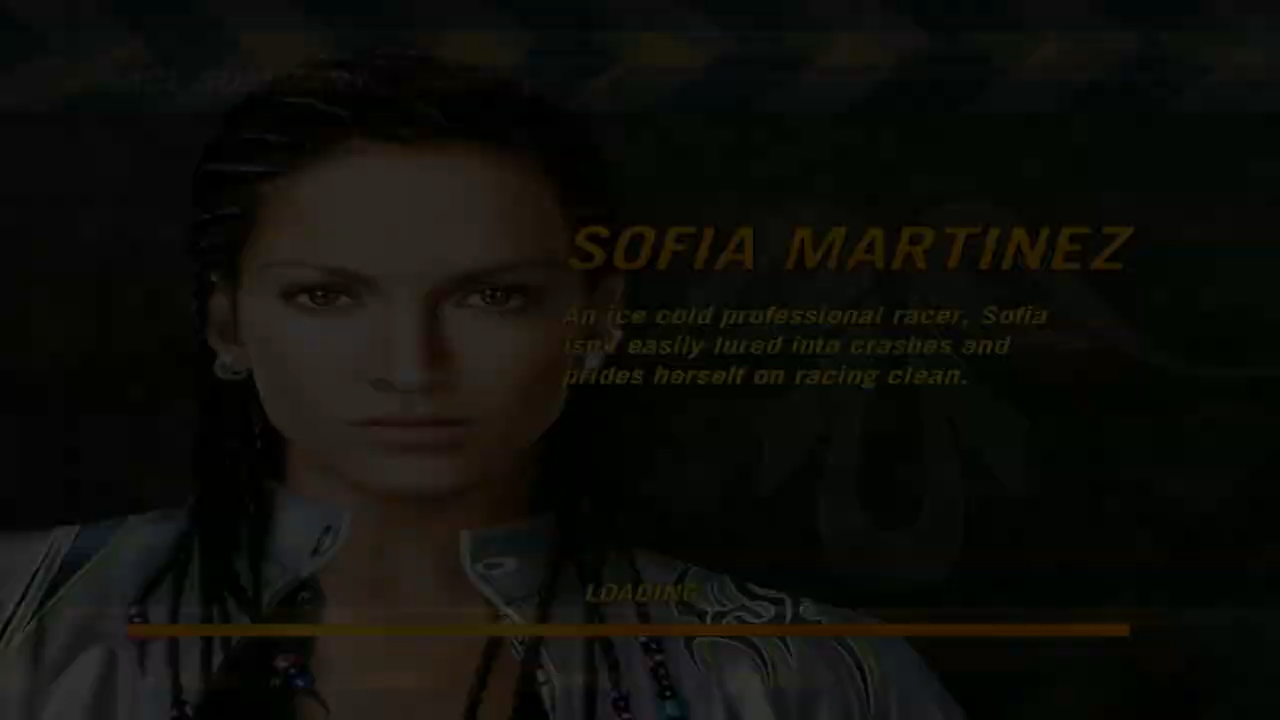 SOFIA MARTINEZ
An ice cold professional racer, Sofia
isn't easily lured into crashes and
prides herself on racing clean.
LOADING